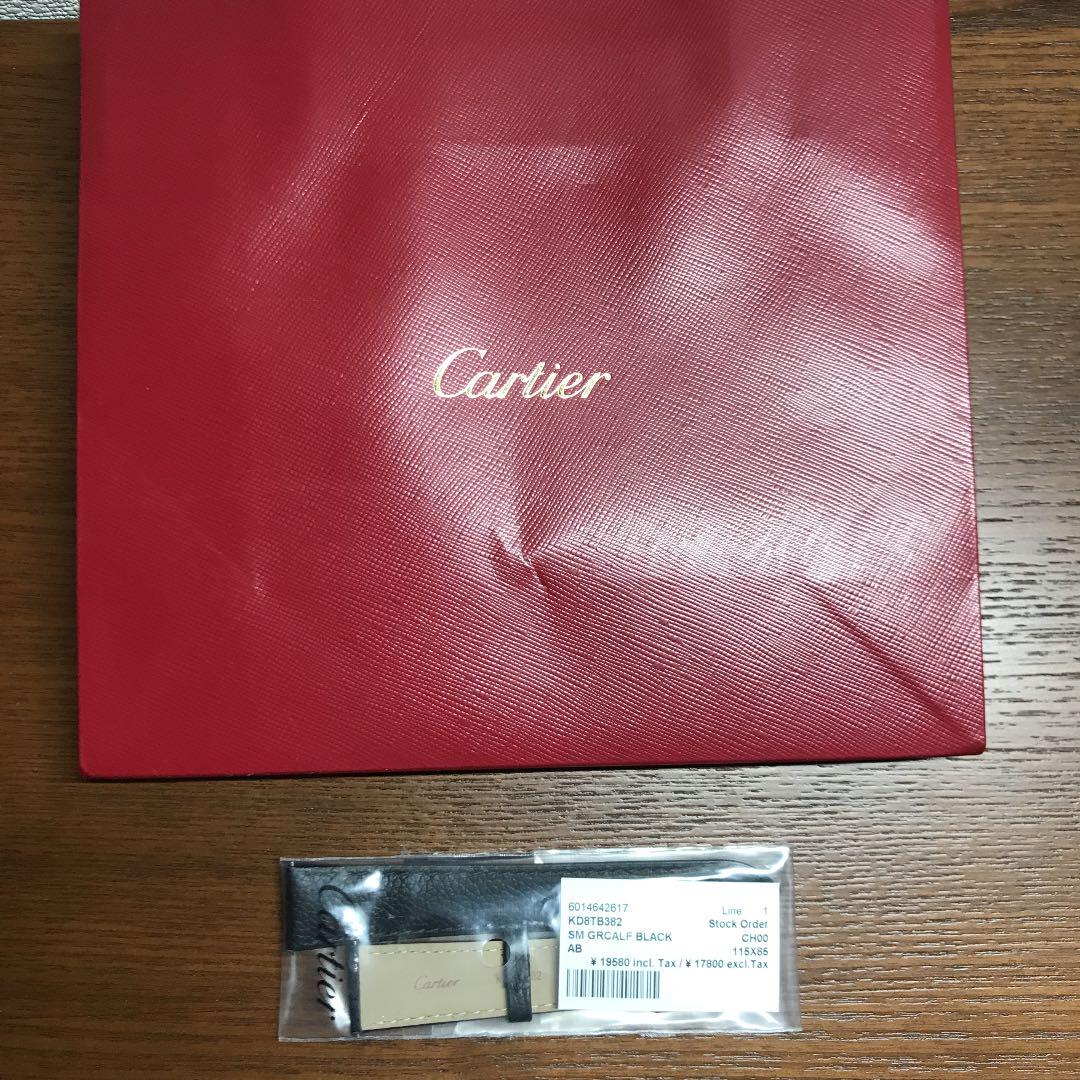 Cartier
Cartier
Cartier
6014642617 Line 1
KD8TB382 Stock Order
SM GRCALF BLACK CH00
AB 115X85
¥ 19580 incl. Tax / ¥ 17800 excl.Tax